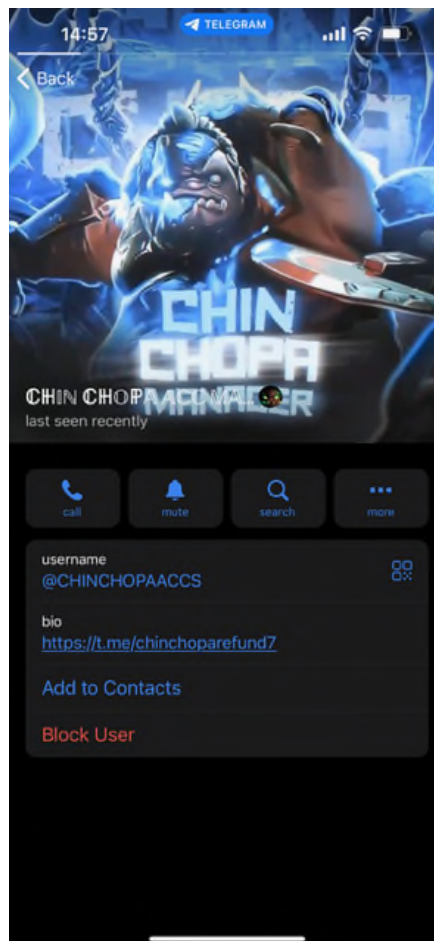 14:57
TELEGRAM
Back
CHIN
CHOPA
MANAGER
ℂℍ𝕀ℕ ℂℍ𝕆ℙ𝔸
last seen recently
call
mute
search
more
username
@CHINCHOPAACCS
bio
https://t.me/chinchoparefund7
Add to Contacts
Block User